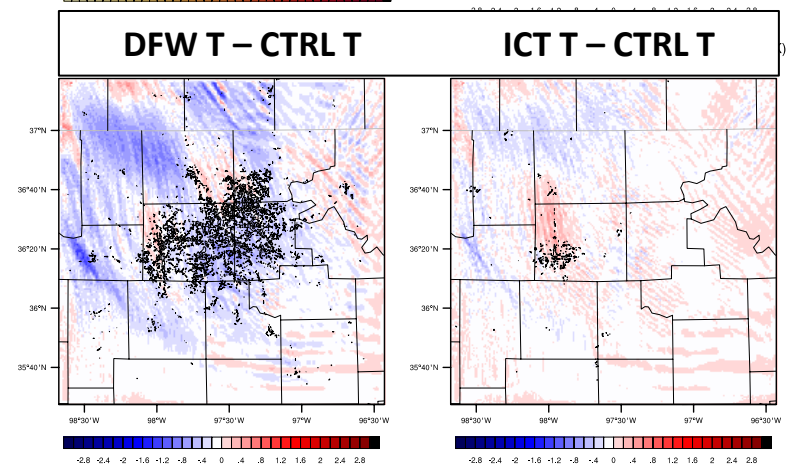 DFW T – CTRL T ICT T – CTRL T
37°N 37°N
36°40'N 36°40'N
36°20'N 36°20'N
36°N 36°N
35°40'N 35°40'N
98°30'W 98°W 97°30'W 97°W 96°30'W 98°30'W 98°W 97°30'W 97°W 96°30'W
-2.8 -2.4 -2 -1.6 -1.2 -.8 -.4 0 .4 .8 1.2 1.6 2 2.4 2.8 -2.8 -2.4 -2 -1.6 -1.2 -.8 -.4 0 .4 .8 1.2 1.6 2 2.4 2.8